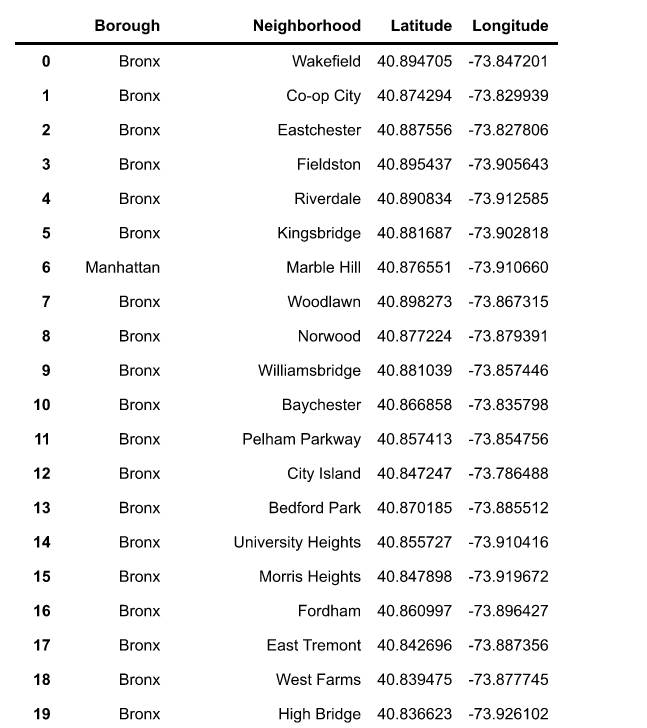 Borough Neighborhood Latitude Longitude
0 Bronx Wakefield 40.894705 -73.847201
1 Bronx Co-op City 40.874294 -73.829939
2 Bronx Eastchester 40.887556 -73.827806
3 Bronx Fieldston 40.895437 -73.905643
4 Bronx Riverdale 40.890834 -73.912585
5 Bronx Kingsbridge 40.881687 -73.902818
6 Manhattan Marble Hill 40.876551 -73.910660
7 Bronx Woodlawn 40.898273 -73.867315
8 Bronx Norwood 40.877224 -73.879391
9 Bronx Williamsbridge 40.881039 -73.857446
10 Bronx Baychester 40.866858 -73.835798
11 Bronx Pelham Parkway 40.857413 -73.854756
12 Bronx City Island 40.847247 -73.786488
13 Bronx Bedford Park 40.870185 -73.885512
14 Bronx University Heights 40.855727 -73.910416
15 Bronx Morris Heights 40.847898 -73.919672
16 Bronx Fordham 40.860997 -73.896427
17 Bronx East Tremont 40.842696 -73.887356
18 Bronx West Farms 40.839475 -73.877745
19 Bronx High Bridge 40.836623 -73.926102